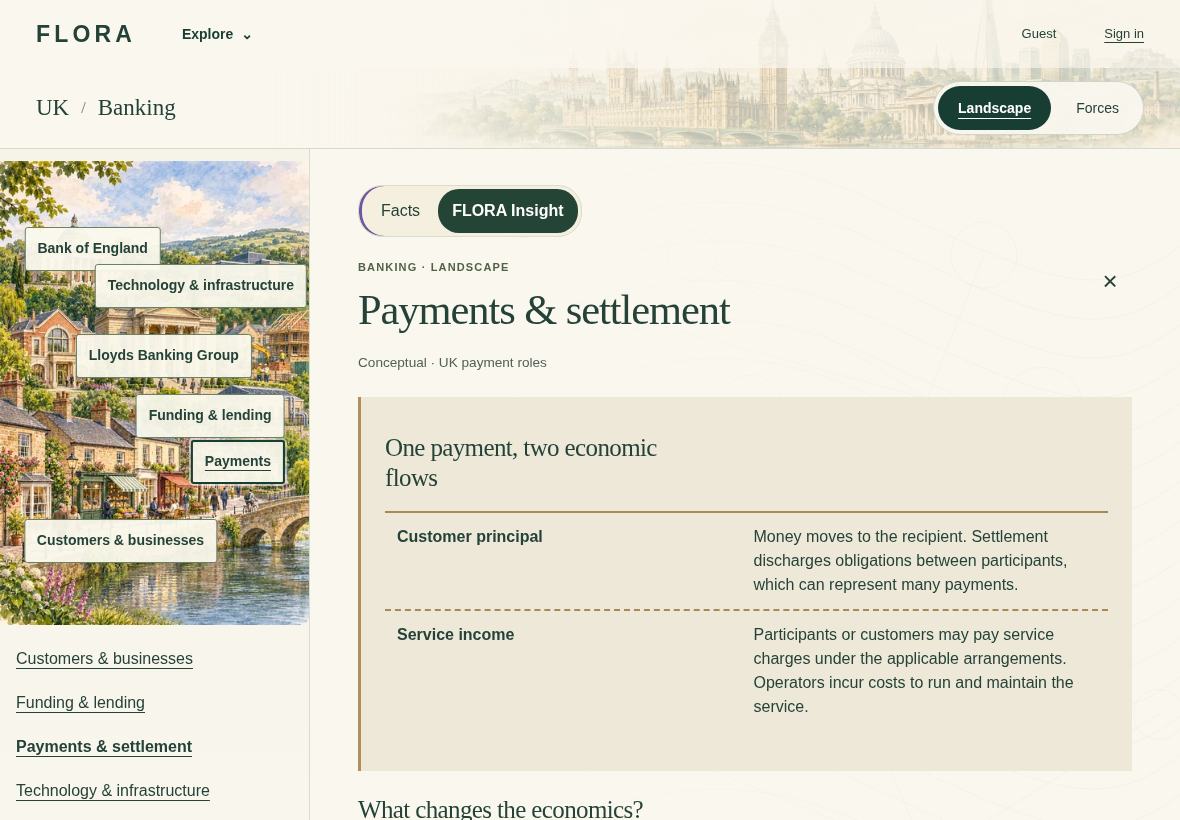 FLORA
Explore
Guest
Sign in
UK / Banking
Landscape
Forces
Bank of England
Technology & infrastructure
Lloyds Banking Group
Funding & lending
Payments
Customers & businesses
Customers & businesses
Funding & lending
Payments & settlement
Technology & infrastructure
Facts
FLORA Insight
BANKING · LANDSCAPE
Payments & settlement
Conceptual · UK payment roles
One payment, two economic
flows
Customer principal
Money moves to the recipient. Settlement
discharges obligations between participants,
which can represent many payments.
Service income
Participants or customers may pay service
charges under the applicable arrangements.
Operators incur costs to run and maintain the
service.
What changes the economics?